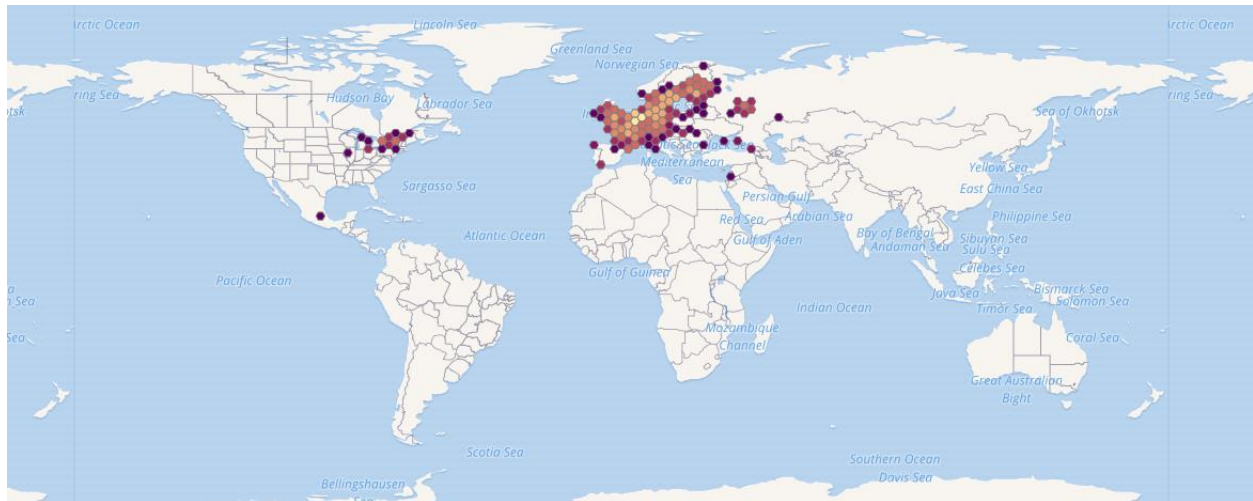 Arctic Ocean
Lincoln Sea
Arctic Ocean
Greenland Sea
Norwegian Sea
ring Sea
Hudson Bay
Labrador Sea
ring Sea
Okhotsk
Sea of Okhotsk
Mediterranean
Sea
Yellow Sea
Sargasso Sea
Persian Gulf
East China Sea
Red Sea
Arabian Sea
Philippine Sea
Atlantic Ocean
Gulf of Aden
Bay of Bengal
Andaman Sea
Sibuyan Sea
Sulu Sea
Pacific Ocean
Gulf of Guinea
Celebes Sea
Java Sea
Bismarck Sea
Solomon Sea
Timor Sea
Indian Ocean
Mozambique
Channel
Coral Sea
Great Australian
Bight
Scotia Sea
Southern Ocean
Davis Sea
Bellingshausen